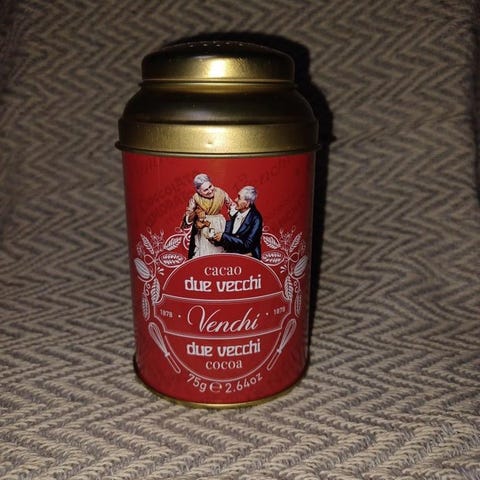 cacao
due vecchi
1878 · Venchi · 1878
due vecchi
cocoa
75g e 2.64oz